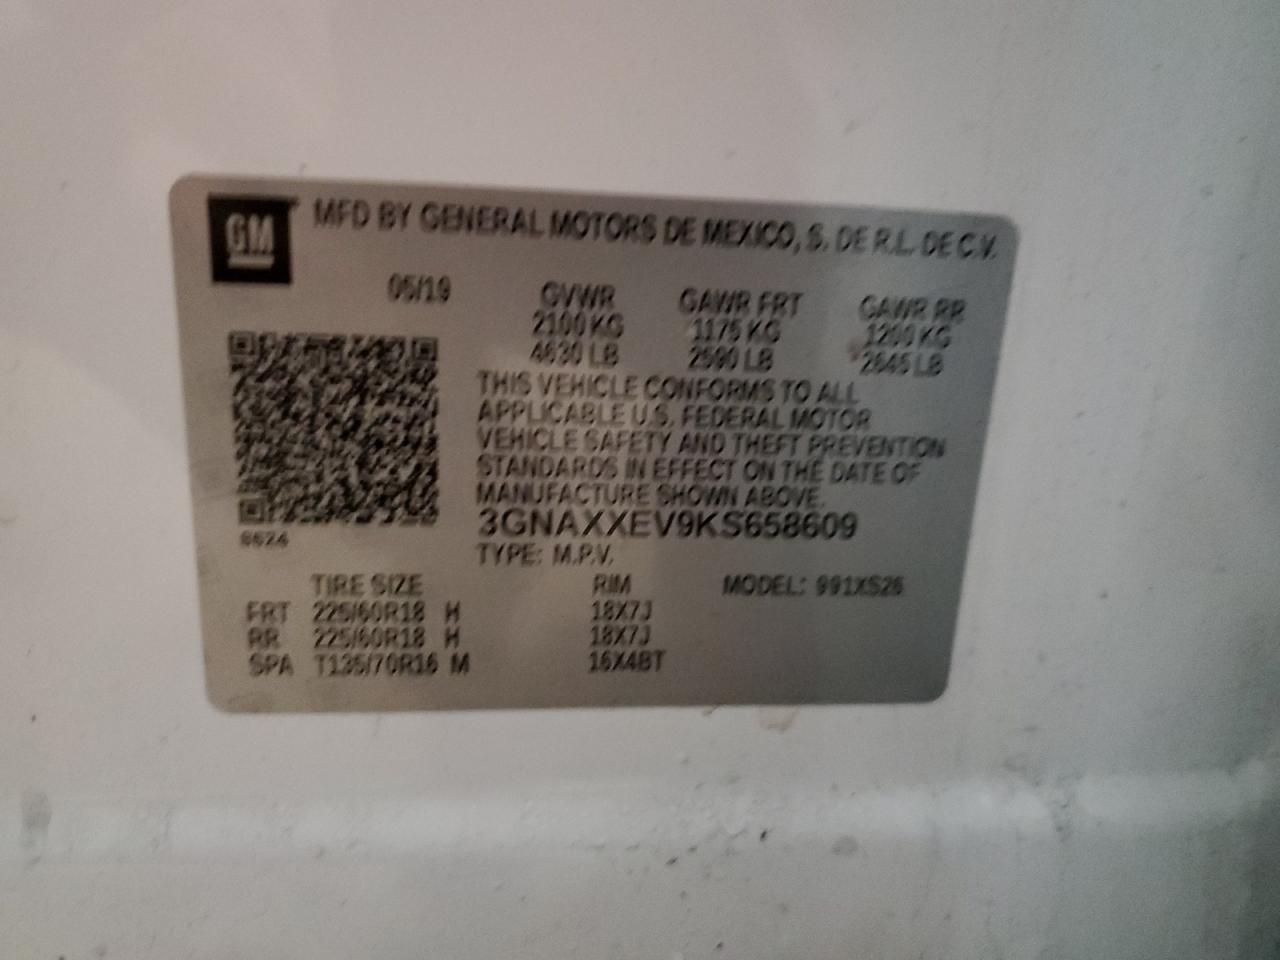 GM MFD BY GENERAL MOTORS DE MEXICO, S. DE R.L. DE C.V.
05/19 GVWR GAWR FRT GAWR RR
2100 KG 1175 KG 1200 KG
4630 LB 2590 LB 2645 LB
THIS VEHICLE CONFORMS TO ALL
APPLICABLE U.S. FEDERAL MOTOR
VEHICLE SAFETY AND THEFT PREVENTION
STANDARDS IN EFFECT ON THE DATE OF
MANUFACTURE SHOWN ABOVE.
3GNAXXEV9KS658609
8624
TYPE: M.P.V.
TIRE SIZE RIM MODEL: 991XS26
FRT 225/60R18 H 18X7J
RR 225/60R18 H 18X7J
SPA T135/70R16 M 16X4BT